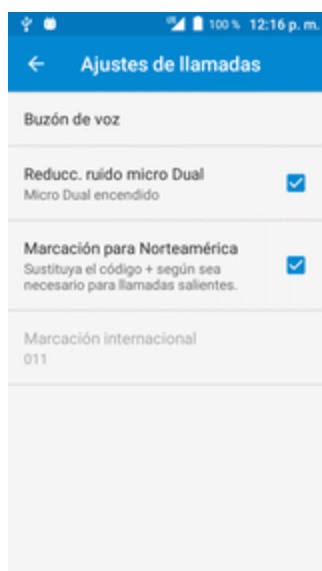 100 % 12:16 p. m.
Ajustes de llamadas
Buzón de voz
Reducc. ruido micro Dual
Micro Dual encendido
Marcación para Norteamérica
Sustituya el código + según sea
necesario para llamadas salientes.
Marcación internacional
011